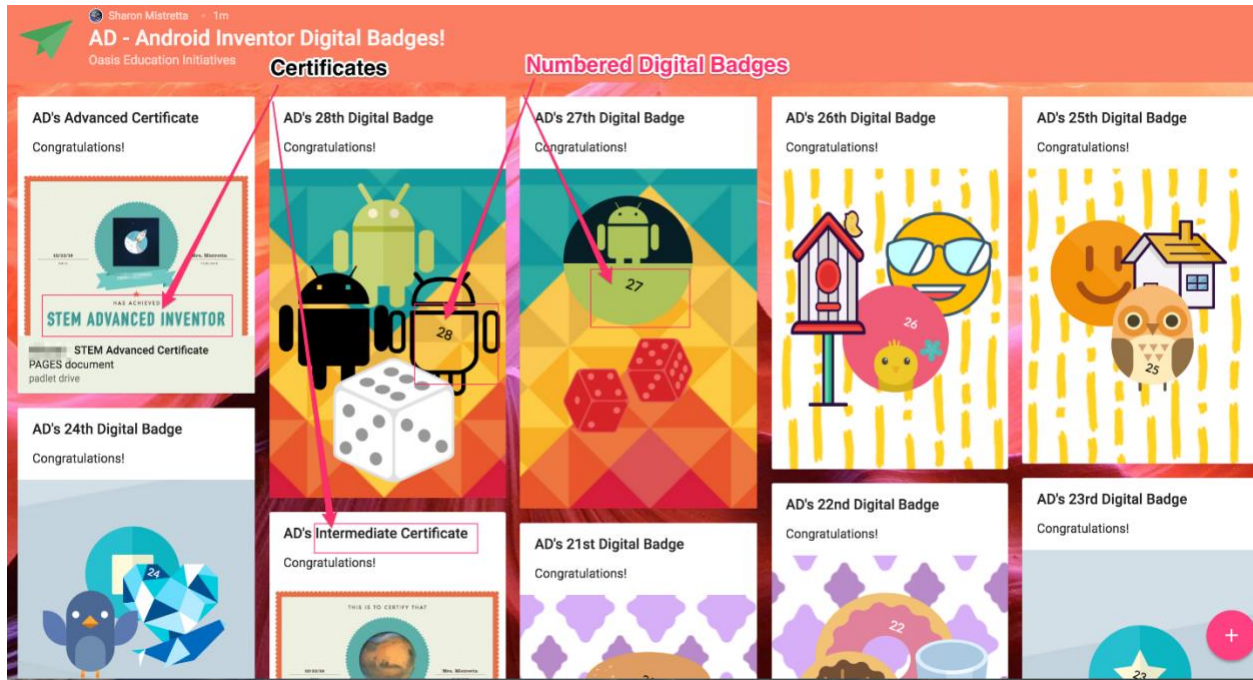 Sharon Mistretta · 1m
AD - Android Inventor Digital Badges!
Oasis Education Initiatives
Certificates
Numbered Digital Badges
AD's Advanced Certificate
Congratulations!
Mrs. Mistretta
HAS ACHIEVED
STEM ADVANCED INVENTOR
STEM Advanced Certificate
PAGES document
padlet drive
AD's 28th Digital Badge
Congratulations!
28
AD's 27th Digital Badge
Congratulations!
27
AD's 26th Digital Badge
Congratulations!
26
AD's 25th Digital Badge
Congratulations!
25
AD's 24th Digital Badge
Congratulations!
24
AD's Intermediate Certificate
Congratulations!
THIS IS TO CERTIFY THAT
Mrs. Mistretta
AD's 21st Digital Badge
Congratulations!
AD's 22nd Digital Badge
Congratulations!
22
AD's 23rd Digital Badge
Congratulations!
23
+